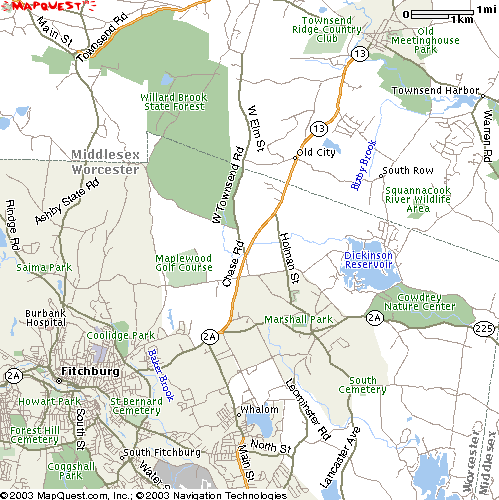 MAPQUEST
Main St
Townsend Rd
Townsend
Ridge Country
Club
0
1mi
1km
Old
Meetinghouse
Park
13
Willard Brook
State Forest
W Elm St
Townsend Harbor
Warren Rd
13
Old City
Bixby Brook
Middlesex
Worcester
South Row
Squannacook
River Wildlife
Area
Ashby State Rd
W Townsend Rd
Rindge Rd
Saima Park
Maplewood
Golf Course
Chase Rd
Holman St
Dickinson
Reservoir
Cowdrey
Nature Center
Burbank
Hospital
Coolidge Park
2A
Marshall Park
2A
225
Baker Brook
2A
Fitchburg
Howart Park
St Bernard
Cemetery
South
Cemetery
Leominster Rd
Forest Hill
Cemetery
South St
Whalom
South Fitchburg
Main St
North St
Lancaster Ave
Coggshall
Park
Water S
Worcester
Middlesex
©2003 MapQuest.com, Inc.; ©2003 Navigation Technologies